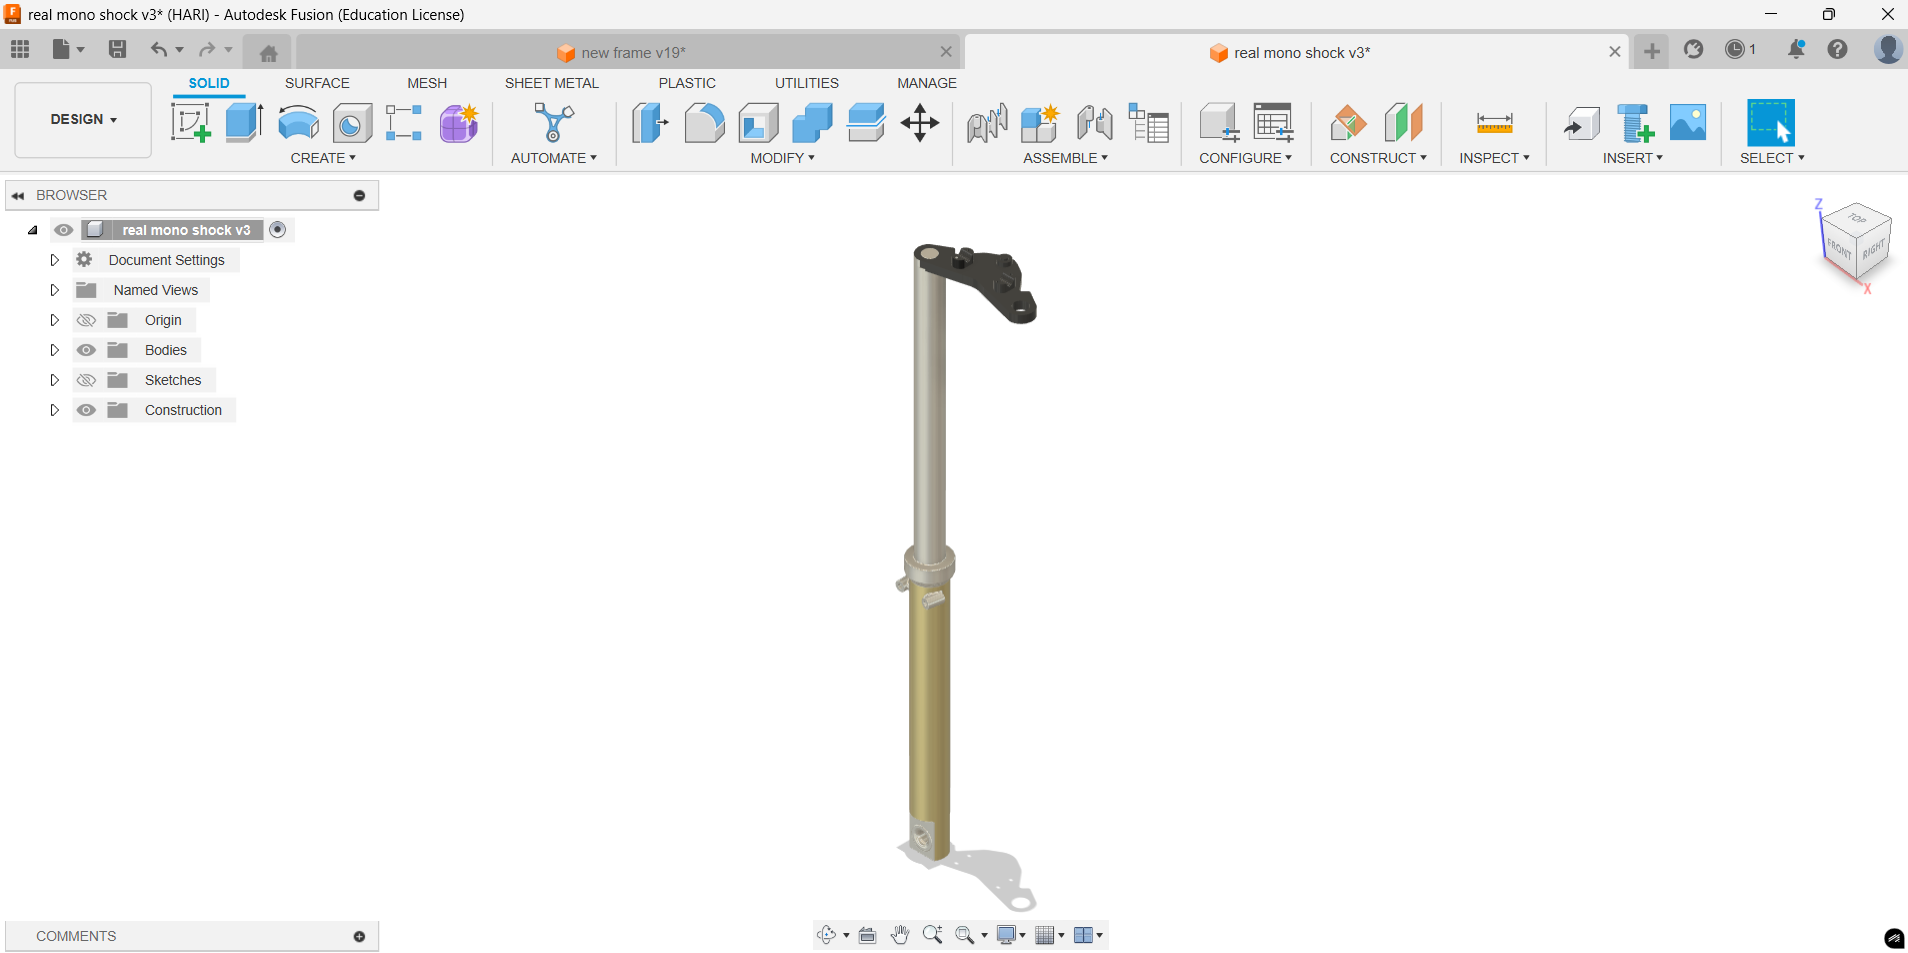 real mono shock v3* (HARI) - Autodesk Fusion (Education License)
new frame v19*
real mono shock v3*
1
DESIGN
SOLID SURFACE MESH SHEET METAL PLASTIC UTILITIES MANAGE
CREATE AUTOMATE MODIFY ASSEMBLE CONFIGURE CONSTRUCT INSPECT INSERT SELECT
BROWSER
real mono shock v3
Document Settings
Named Views
Origin
Bodies
Sketches
Construction
Z
TOP
FRONT
RIGHT
X
COMMENTS